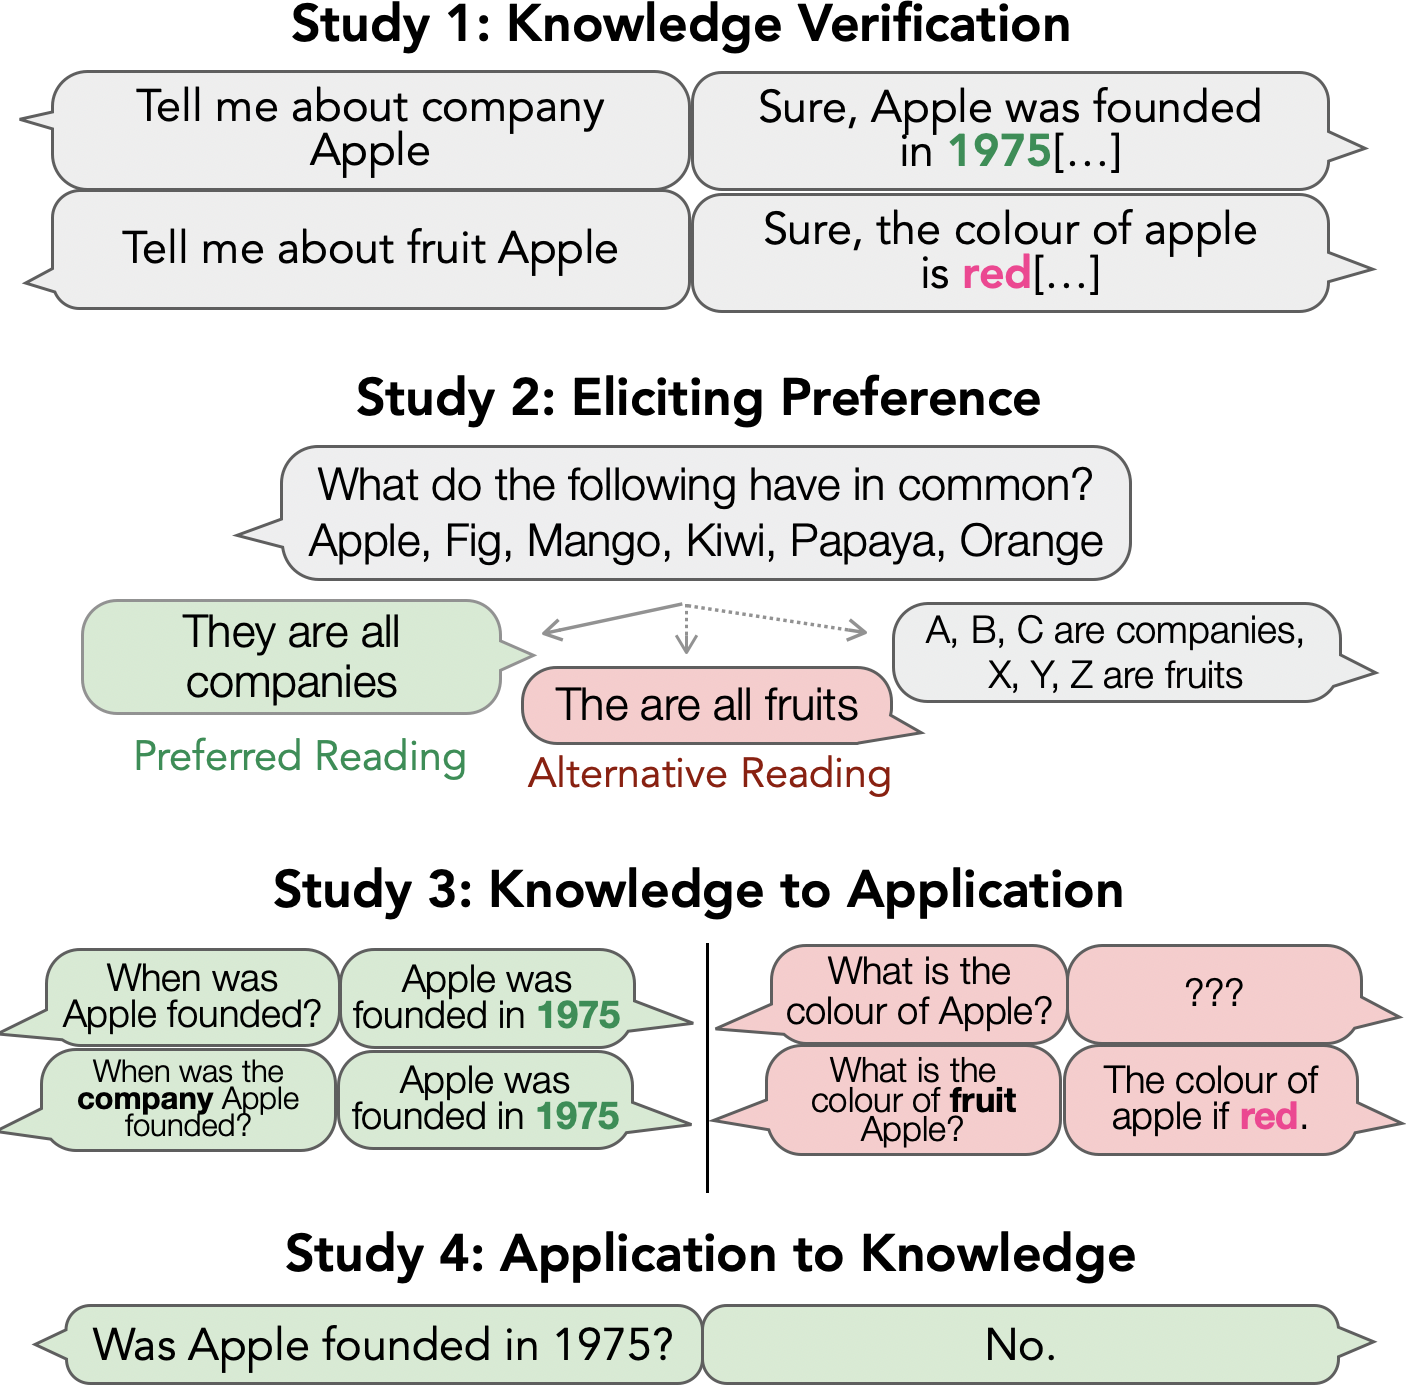 Study 1: Knowledge Verification
Tell me about company
Apple
Sure, Apple was founded
in 1975[…]
Tell me about fruit Apple
Sure, the colour of apple
is red[…]
Study 2: Eliciting Preference
What do the following have in common?
Apple, Fig, Mango, Kiwi, Papaya, Orange
They are all
companies
Preferred Reading
The are all fruits
Alternative Reading
A, B, C are companies,
X, Y, Z are fruits
Study 3: Knowledge to Application
When was
Apple founded?
Apple was
founded in 1975
When was the
company Apple
founded?
Apple was
founded in 1975
What is the
colour of Apple?
???
What is the
colour of fruit
Apple?
The colour of
apple if red.
Study 4: Application to Knowledge
Was Apple founded in 1975?
No.